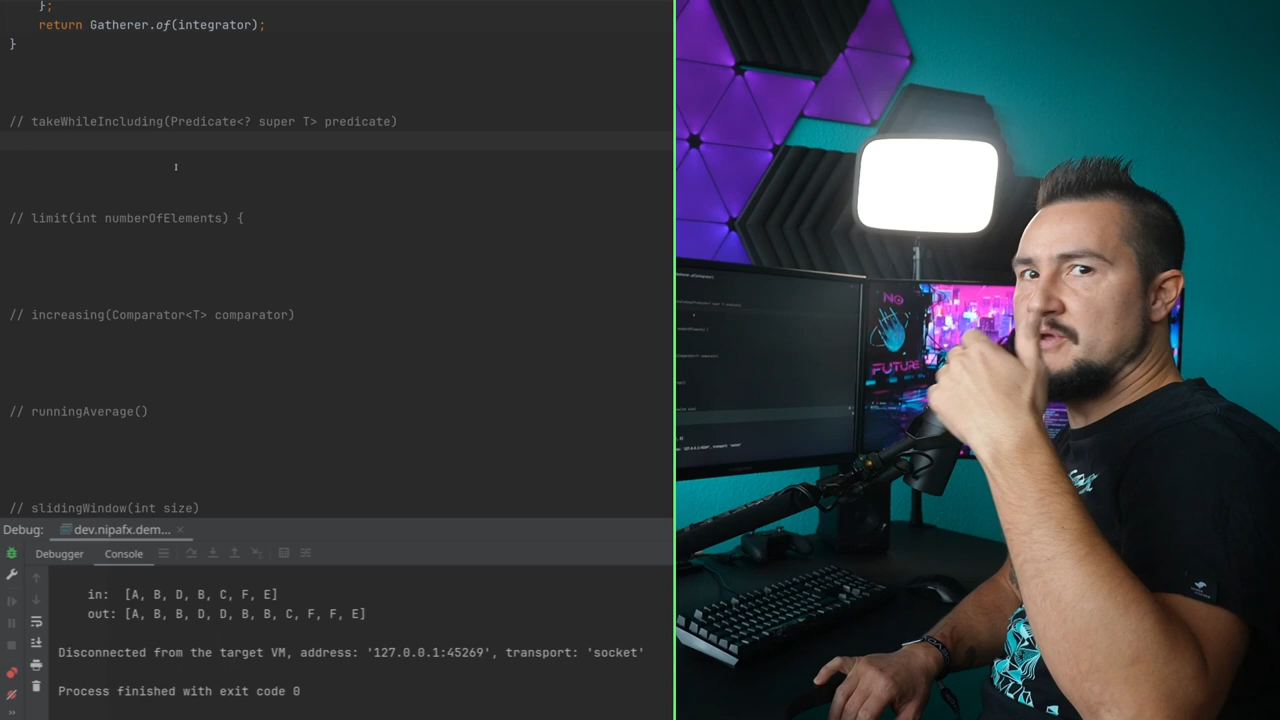 };
return Gatherer.of(integrator);
}
// takeWhileIncluding(Predicate<? super T> predicate)
// limit(int numberOfElements) {
// increasing(Comparator<T> comparator)
// runningAverage()
// slidingWindow(int size)
Debug: dev.nipafx.dem... ×
Debugger Console
in: [A, B, D, B, C, F, E]
out: [A, B, B, D, D, B, B, C, F, F, E]
Disconnected from the target VM, address: '127.0.0.1:45269', transport: 'socket'
Process finished with exit code 0
NO
FUTURE